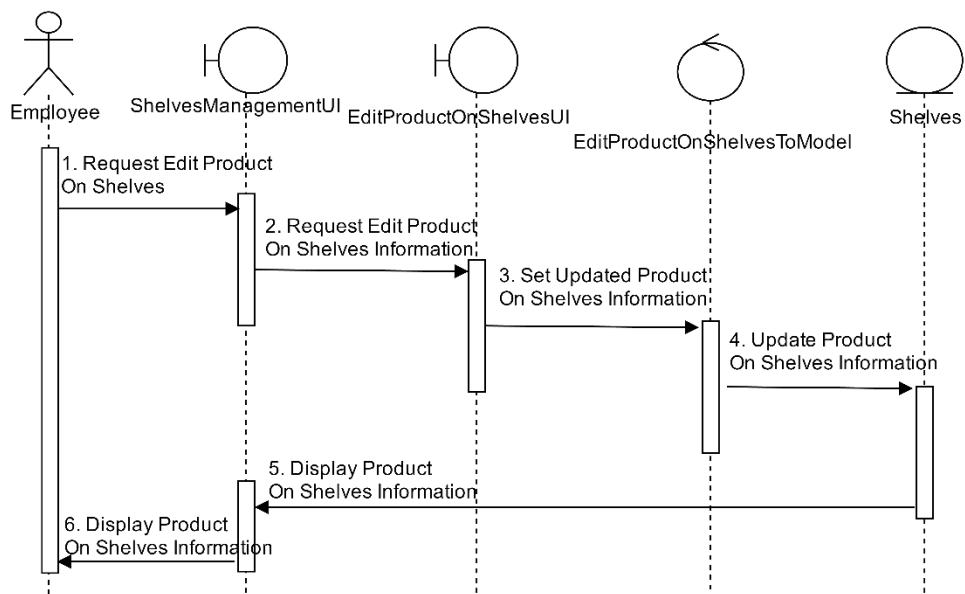 Employee
ShelvesManagementUI
EditProductOnShelvesUI
EditProductOnShelvesToModel
Shelves
1. Request Edit Product
On Shelves
2. Request Edit Product
On Shelves Information
3. Set Updated Product
On Shelves Information
4. Update Product
On Shelves Information
5. Display Product
On Shelves Information
6. Display Product
On Shelves Information